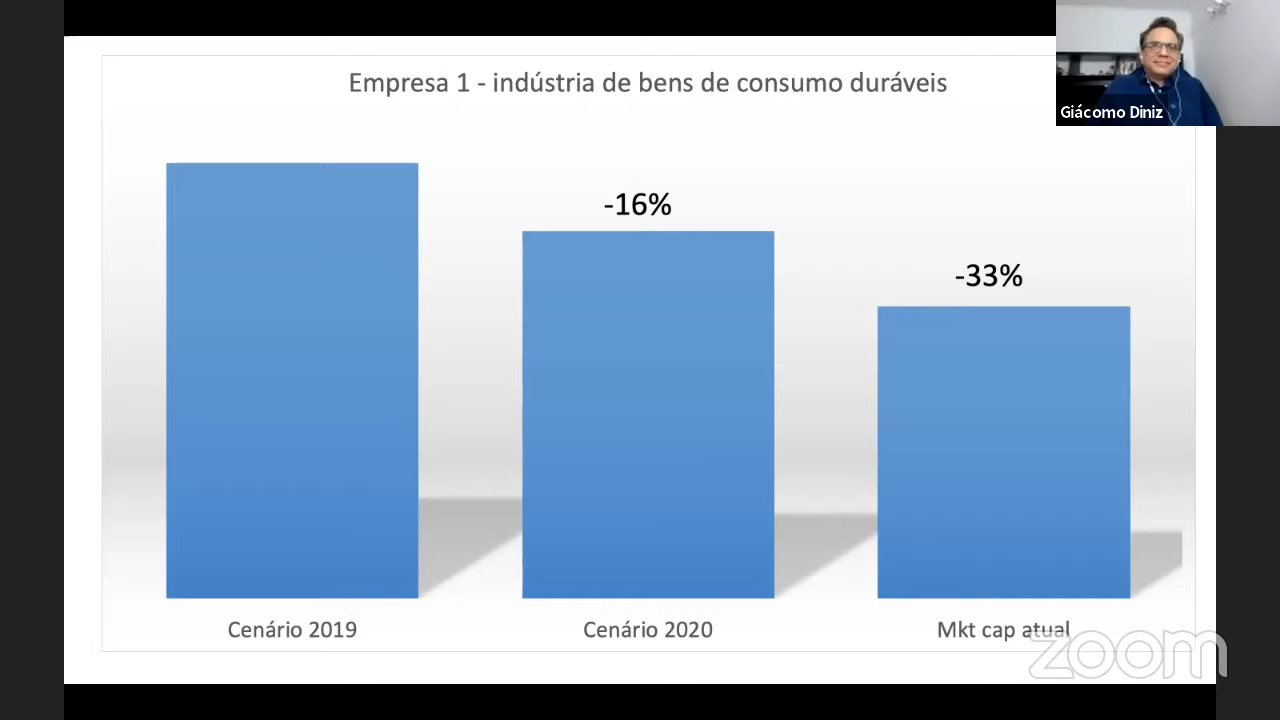 Empresa 1 - indústria de bens de consumo duráveis
Giácomo Diniz
-16%
-33%
Cenário 2019
Cenário 2020
Mkt cap atual
zoom